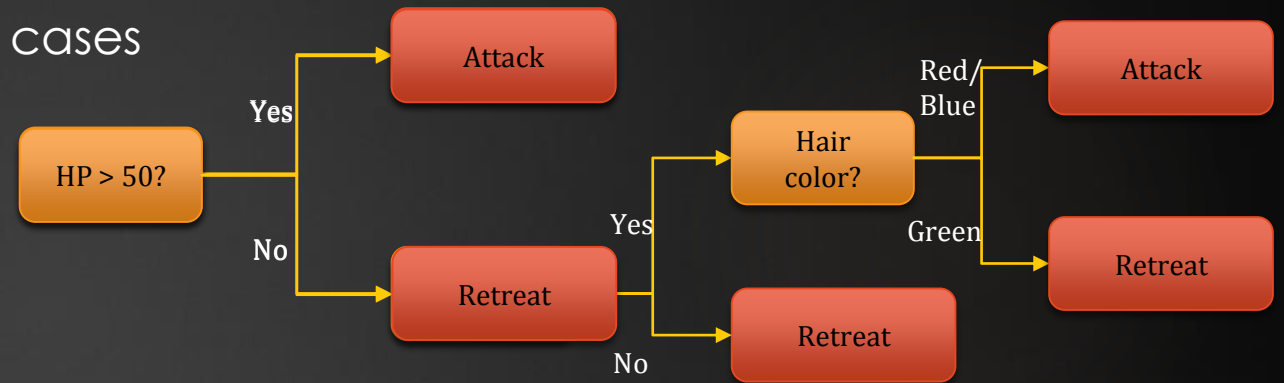 cases
HP > 50?
Yes
No
Attack
Retreat
Yes
No
Hair
color?
Retreat
Red/
Blue
Green
Attack
Retreat